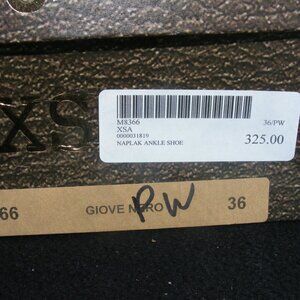 XS
M8366 36/PW
XSA
0000031819 325.00
NAPLAK ANKLE SHOE
66 GIOVE NERO 36
PW